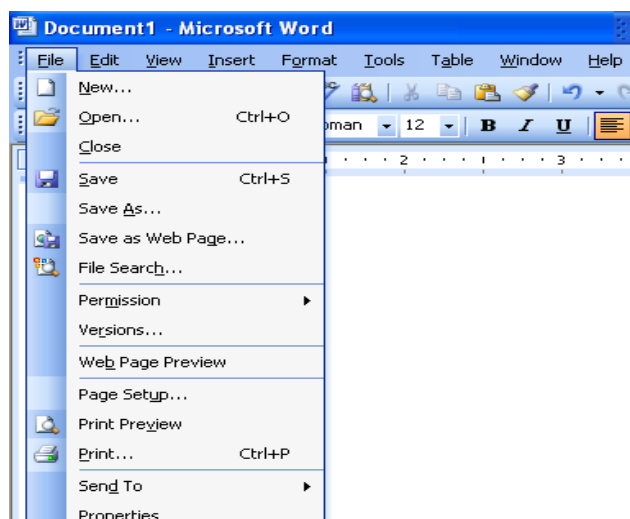 Document1 - Microsoft Word
File Edit View Insert Format Tools Table Window Help
New...
Open... Ctrl+O
oman 12 B I U
Close
2 3
Save Ctrl+S
Save As...
Save as Web Page...
File Search...
Permission
Versions...
Web Page Preview
Page Setup...
Print Preview
Print... Ctrl+P
Send To
Properties